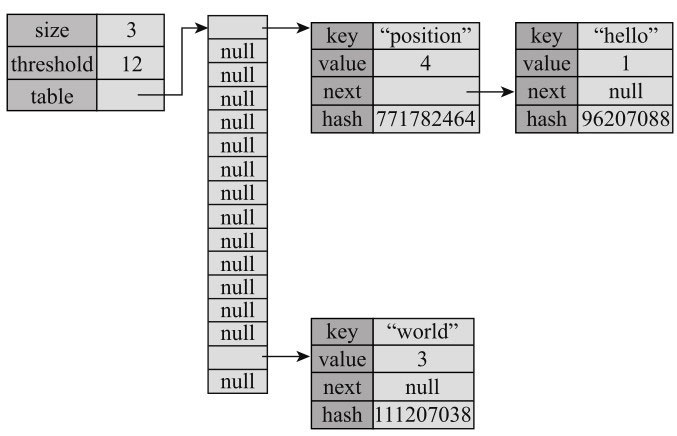 size 3
threshold 12
table
null
null
null
null
null
null
null
null
null
null
null
null
null
null
key “position”
value 4
next
hash 771782464
key “hello”
value 1
next null
hash 96207088
key “world”
value 3
next null
hash 111207038